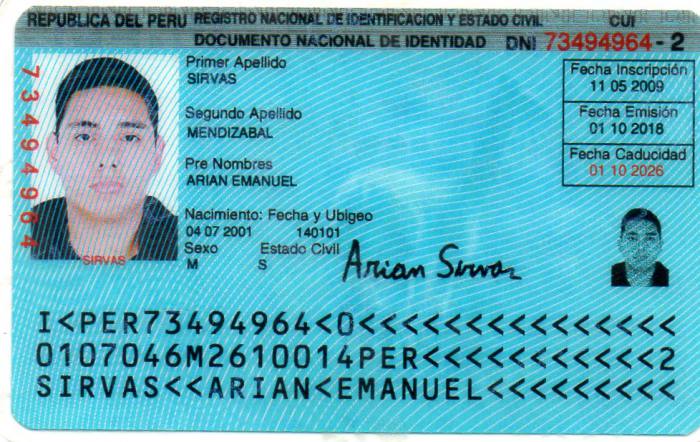 REPUBLICA DEL PERU REGISTRO NACIONAL DE IDENTIFICACION Y ESTADO CIVIL CUI
DOCUMENTO NACIONAL DE IDENTIDAD DNI 73494964 - 2
73494964
Primer Apellido
SIRVAS
Segundo Apellido
MENDIZABAL
Pre Nombres
ARIAN EMANUEL
Nacimiento: Fecha y Ubigeo
04 07 2001 140101
Sexo Estado Civil
M S
Fecha Inscripción
11 05 2009
Fecha Emisión
01 10 2018
Fecha Caducidad
01 10 2026
SIRVAS
Arian Sirvas
I<PER73494964<0<<<<<<<<<<<<<<<
0107046M2610014PER<<<<<<<<<<<2
SIRVAS<<ARIAN<EMANUEL<<<<<<<<<